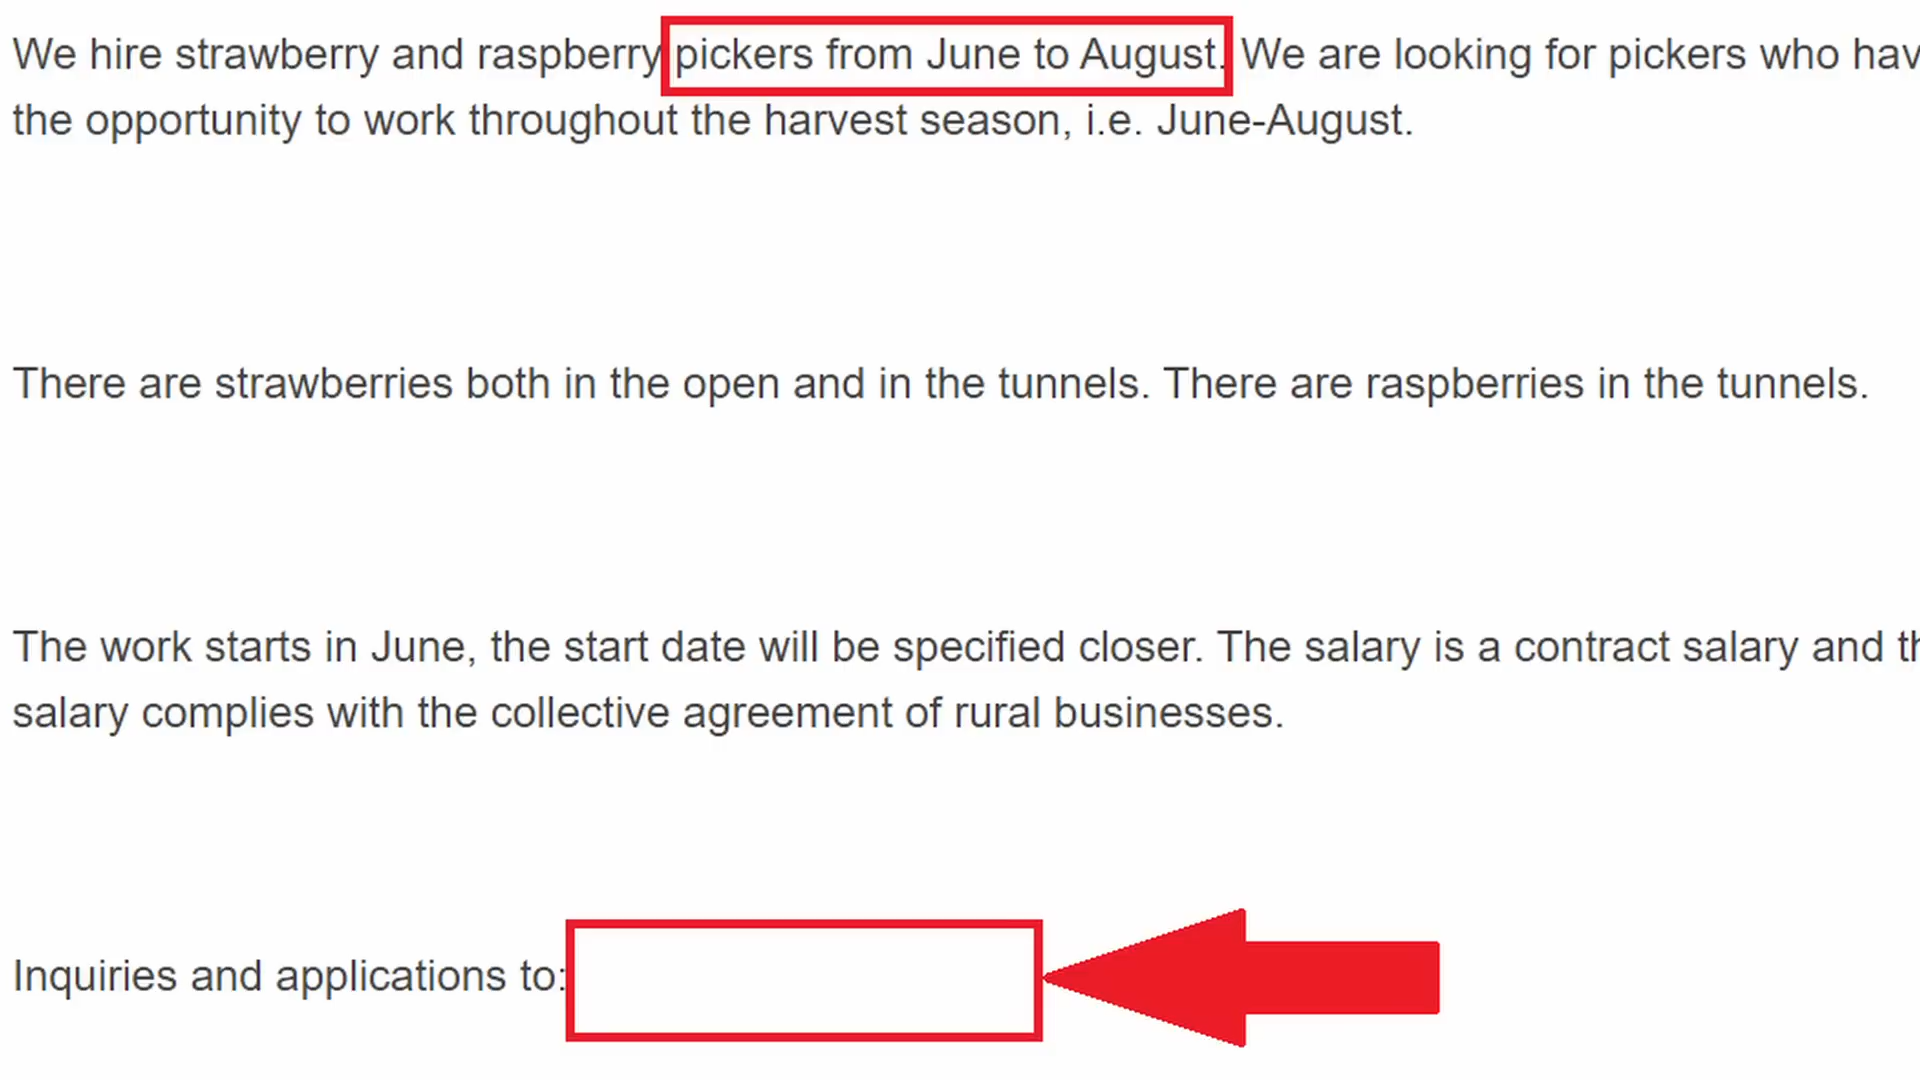 We hire strawberry and raspberry pickers from June to August. We are looking for pickers who hav
the opportunity to work throughout the harvest season, i.e. June-August.
There are strawberries both in the open and in the tunnels. There are raspberries in the tunnels.
The work starts in June, the start date will be specified closer. The salary is a contract salary and th
salary complies with the collective agreement of rural businesses.
Inquiries and applications to: